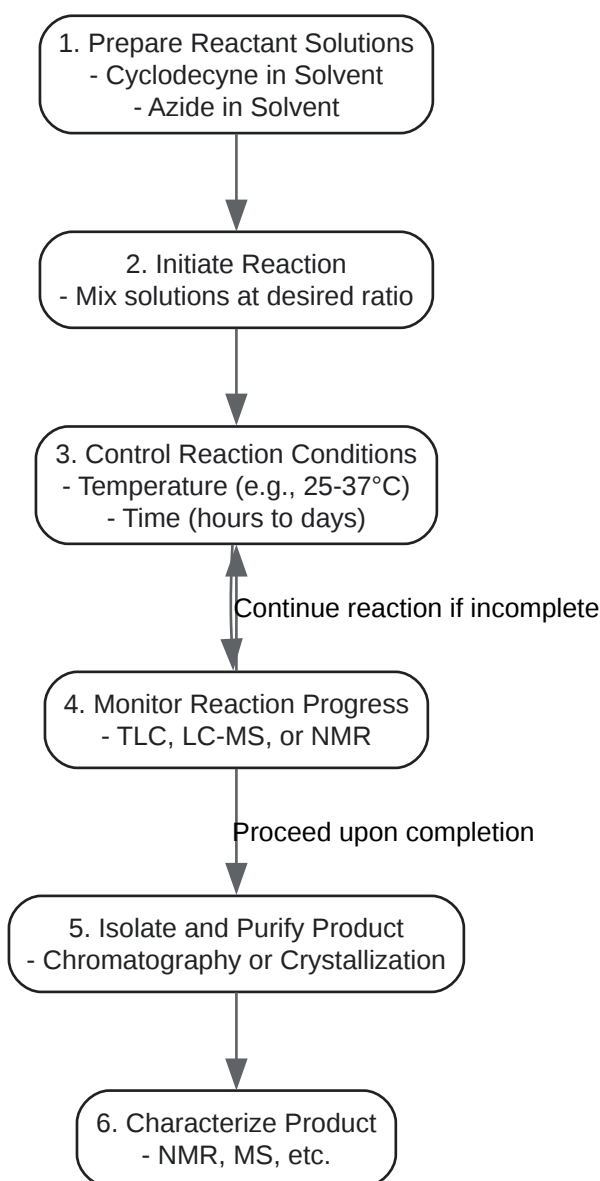 1. Prepare Reactant Solutions
- Cyclodecyne in Solvent
- Azide in Solvent
2. Initiate Reaction
- Mix solutions at desired ratio
3. Control Reaction Conditions
- Temperature (e.g., 25-37°C)
- Time (hours to days)
Continue reaction if incomplete
4. Monitor Reaction Progress
- TLC, LC-MS, or NMR
Proceed upon completion
5. Isolate and Purify Product
- Chromatography or Crystallization
6. Characterize Product
- NMR, MS, etc.